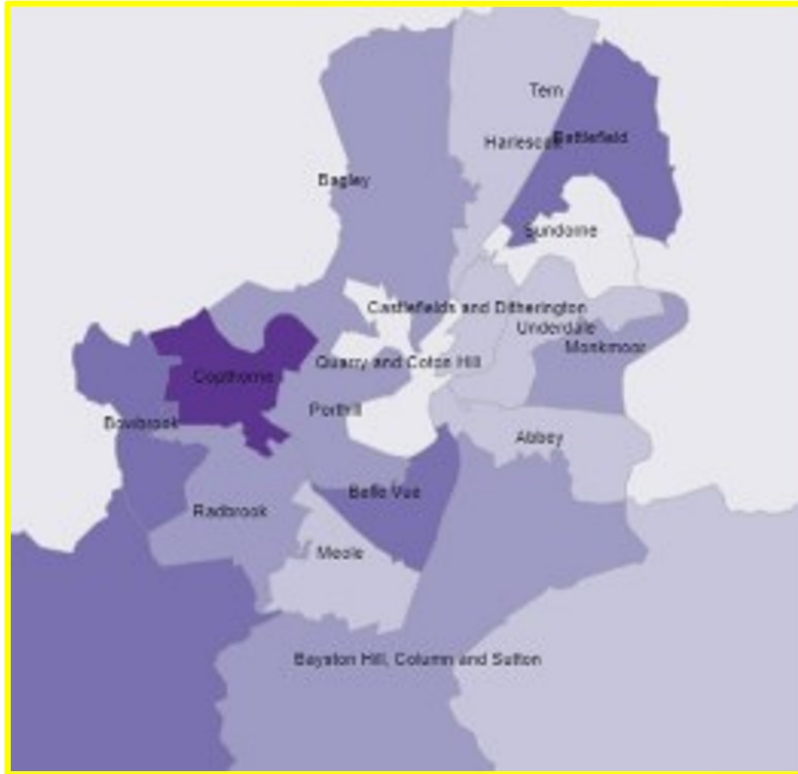 Tern
Harlescott
Battlefield
Bagley
Sundorne
Castlefields and Ditherington
Underdale
Monkmoor
Quarry and Coton Hill
Copthorne
Porthill
Bowbrook
Abbey
Belle Vue
Radbrook
Meole
Bayston Hill, Column and Sutton